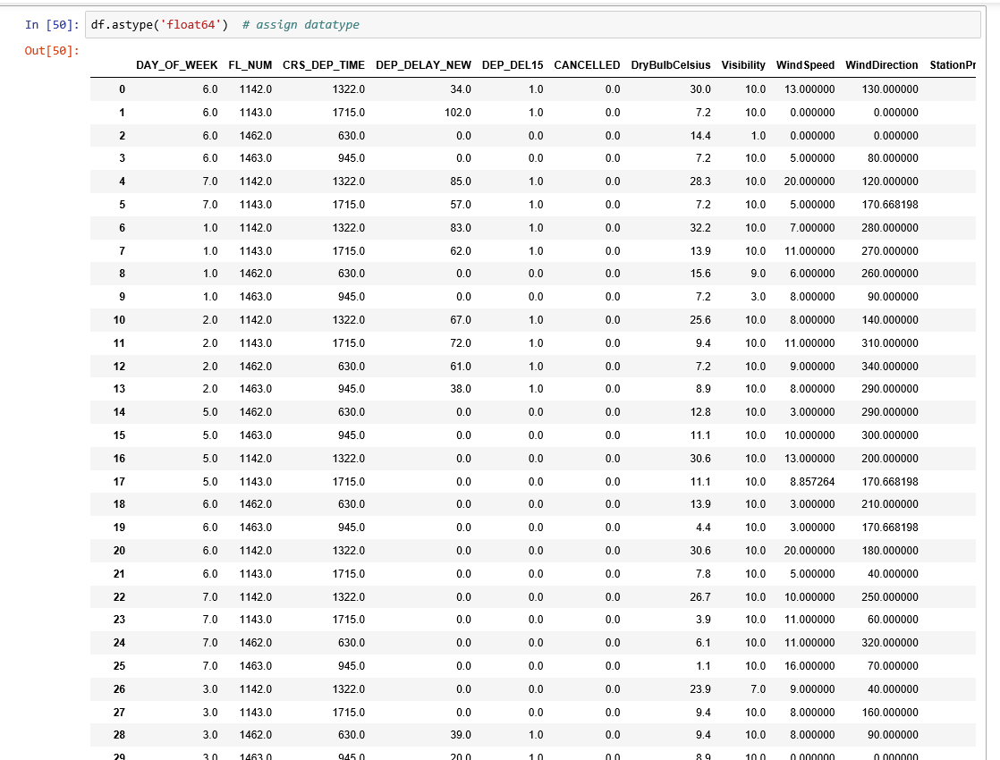 In [50]: df.astype('float64')  # assign datatype
Out[50]:
DAY_OF_WEEK FL_NUM CRS_DEP_TIME DEP_DELAY_NEW DEP_DEL15 CANCELLED DryBulbCelsius Visibility WindSpeed WindDirection StationPr
0 6.0 1142.0 1322.0 34.0 1.0 0.0 30.0 10.0 13.000000 130.000000
1 6.0 1143.0 1715.0 102.0 1.0 0.0 7.2 10.0 0.000000 0.000000
2 6.0 1462.0 630.0 0.0 0.0 0.0 14.4 1.0 0.000000 0.000000
3 6.0 1463.0 945.0 0.0 0.0 0.0 7.2 10.0 5.000000 80.000000
4 7.0 1142.0 1322.0 85.0 1.0 0.0 28.3 10.0 20.000000 120.000000
5 7.0 1143.0 1715.0 57.0 1.0 0.0 7.2 10.0 5.000000 170.668198
6 1.0 1142.0 1322.0 83.0 1.0 0.0 32.2 10.0 7.000000 280.000000
7 1.0 1143.0 1715.0 62.0 1.0 0.0 13.9 10.0 11.000000 270.000000
8 1.0 1462.0 630.0 0.0 0.0 0.0 15.6 9.0 6.000000 260.000000
9 1.0 1463.0 945.0 0.0 0.0 0.0 7.2 3.0 8.000000 90.000000
10 2.0 1142.0 1322.0 67.0 1.0 0.0 25.6 10.0 8.000000 140.000000
11 2.0 1143.0 1715.0 72.0 1.0 0.0 9.4 10.0 11.000000 310.000000
12 2.0 1462.0 630.0 61.0 1.0 0.0 7.2 10.0 9.000000 340.000000
13 2.0 1463.0 945.0 38.0 1.0 0.0 8.9 10.0 8.000000 290.000000
14 5.0 1462.0 630.0 0.0 0.0 0.0 12.8 10.0 3.000000 290.000000
15 5.0 1463.0 945.0 0.0 0.0 0.0 11.1 10.0 10.000000 300.000000
16 5.0 1142.0 1322.0 0.0 0.0 0.0 30.6 10.0 13.000000 200.000000
17 5.0 1143.0 1715.0 0.0 0.0 0.0 11.1 10.0 8.857264 170.668198
18 6.0 1462.0 630.0 0.0 0.0 0.0 13.9 10.0 3.000000 210.000000
19 6.0 1463.0 945.0 0.0 0.0 0.0 4.4 10.0 3.000000 170.668198
20 6.0 1142.0 1322.0 0.0 0.0 0.0 30.6 10.0 20.000000 180.000000
21 6.0 1143.0 1715.0 0.0 0.0 0.0 7.8 10.0 5.000000 40.000000
22 7.0 1142.0 1322.0 0.0 0.0 0.0 26.7 10.0 10.000000 250.000000
23 7.0 1143.0 1715.0 0.0 0.0 0.0 3.9 10.0 11.000000 60.000000
24 7.0 1462.0 630.0 0.0 0.0 0.0 6.1 10.0 11.000000 320.000000
25 7.0 1463.0 945.0 0.0 0.0 0.0 1.1 10.0 16.000000 70.000000
26 3.0 1142.0 1322.0 0.0 0.0 0.0 23.9 7.0 9.000000 40.000000
27 3.0 1143.0 1715.0 0.0 0.0 0.0 9.4 10.0 8.000000 160.000000
28 3.0 1462.0 630.0 39.0 1.0 0.0 9.4 10.0 8.000000 90.000000
29 3.0 1463.0 945.0 20.0 1.0 0.0 8.9 10.0 0.000000 0.000000